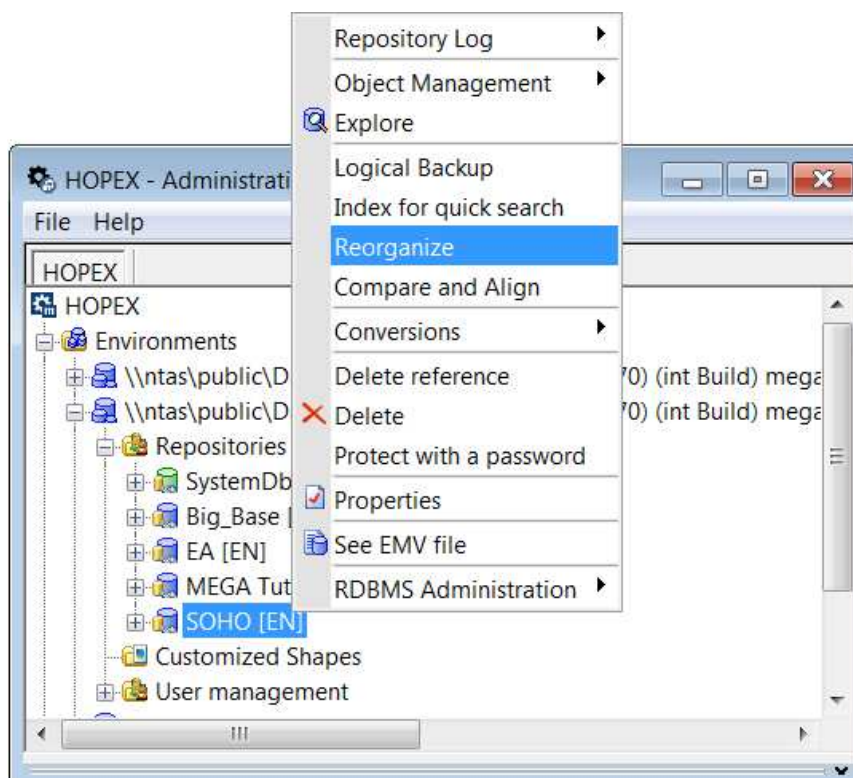 Repository Log
Object Management
Explore
Logical Backup
Index for quick search
Reorganize
Compare and Align
Conversions
Delete reference
Delete
Protect with a password
Properties
See EMV file
RDBMS Administration
HOPEX - Administrati
File Help
HOPEX
HOPEX
Environments
\\ntas\public\D 70) (int Build) mega
\\ntas\public\D 70) (int Build) mega
Repositories
SystemDb
Big_Base [
EA [EN]
MEGA Tut
SOHO [EN]
Customized Shapes
User management